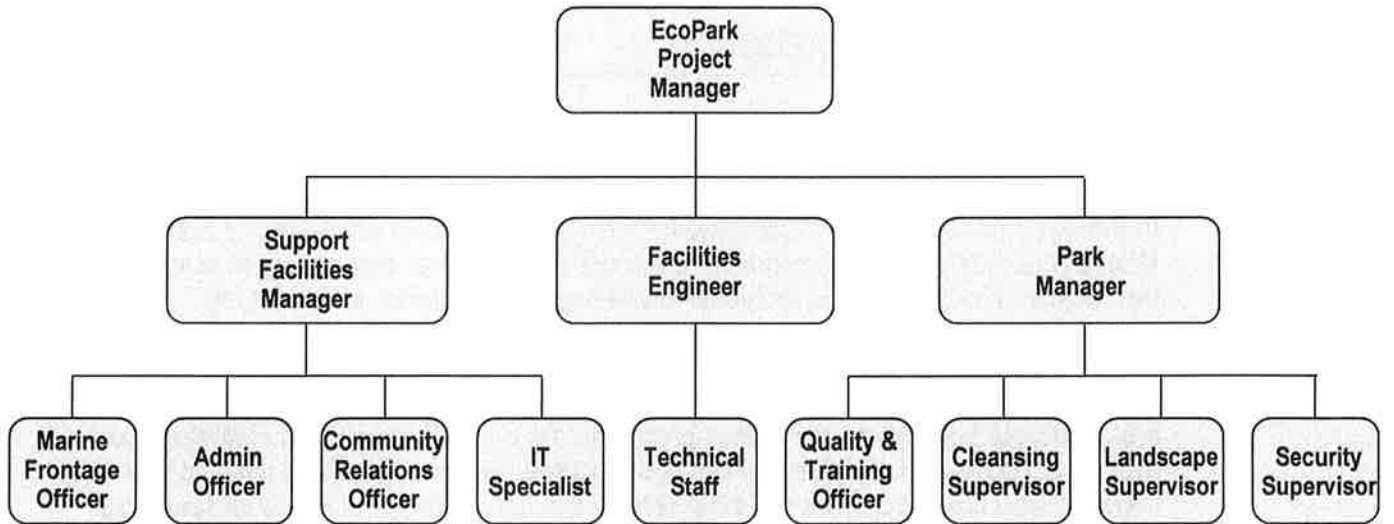 EcoPark
Project
Manager
Support
Facilities
Manager
Facilities
Engineer
Park
Manager
Marine
Frontage
Officer
Admin
Officer
Community
Relations
Officer
IT
Specialist
Technical
Staff
Quality &
Training
Officer
Cleansing
Supervisor
Landscape
Supervisor
Security
Supervisor